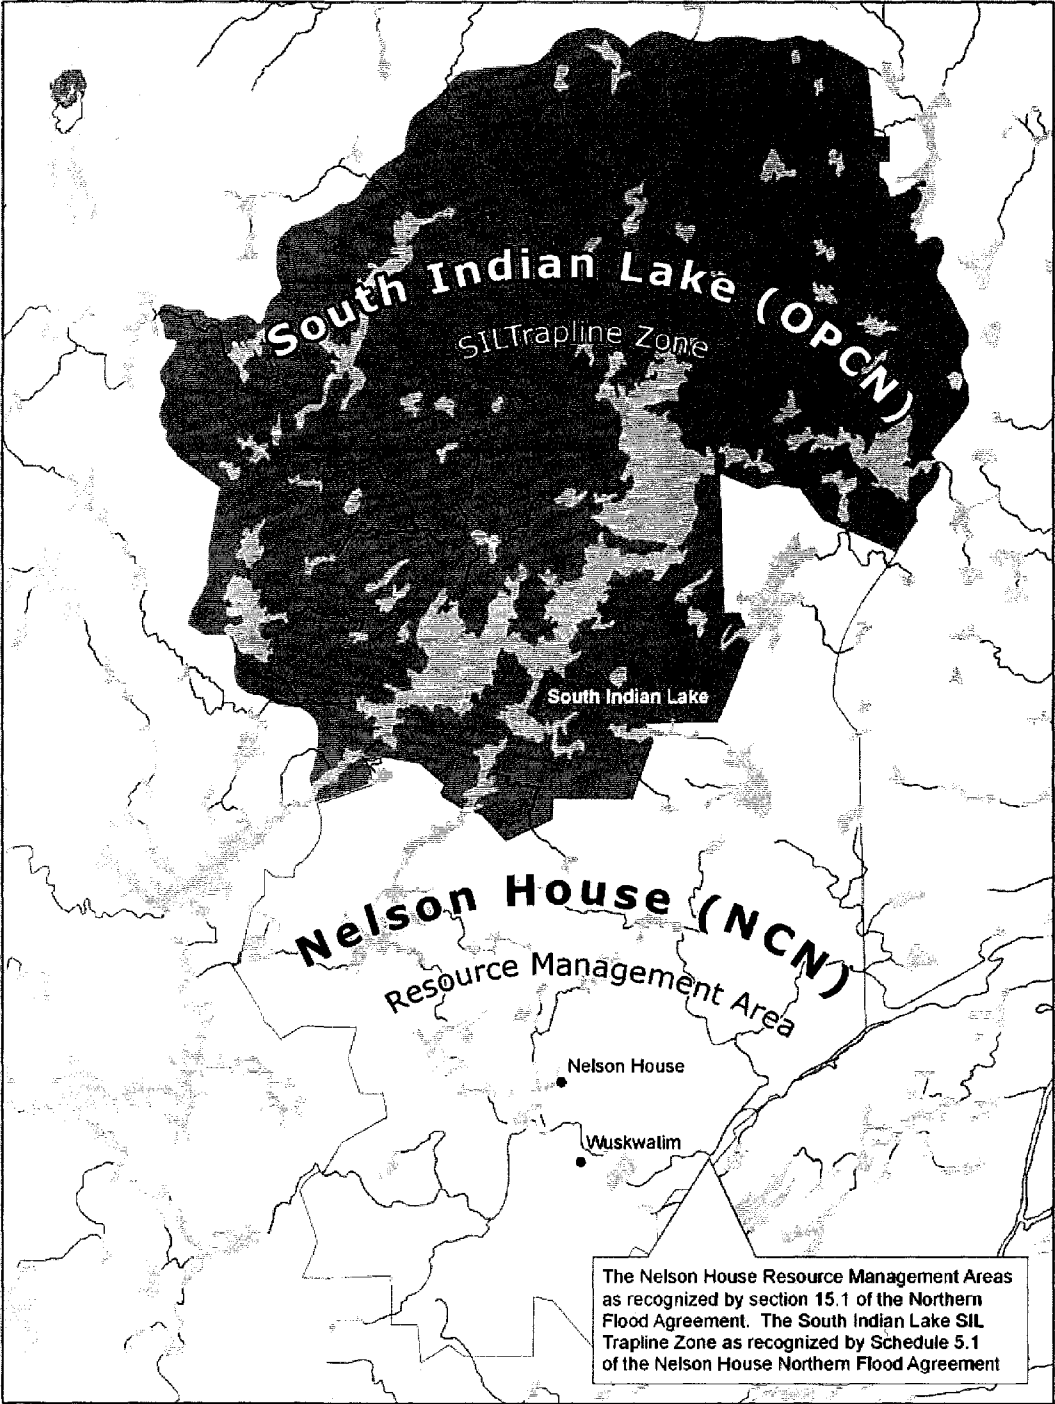 South Indian Lake (OPCN)
SIL Trapline Zone
South Indian Lake
Nelson House (NCN)
Resource Management Area
Nelson House
Wuskwatim
The Nelson House Resource Management Areas
as recognized by section 15.1 of the Northern
Flood Agreement. The South Indian Lake SIL
Trapline Zone as recognized by Schedule 5.1
of the Nelson House Northern Flood Agreement